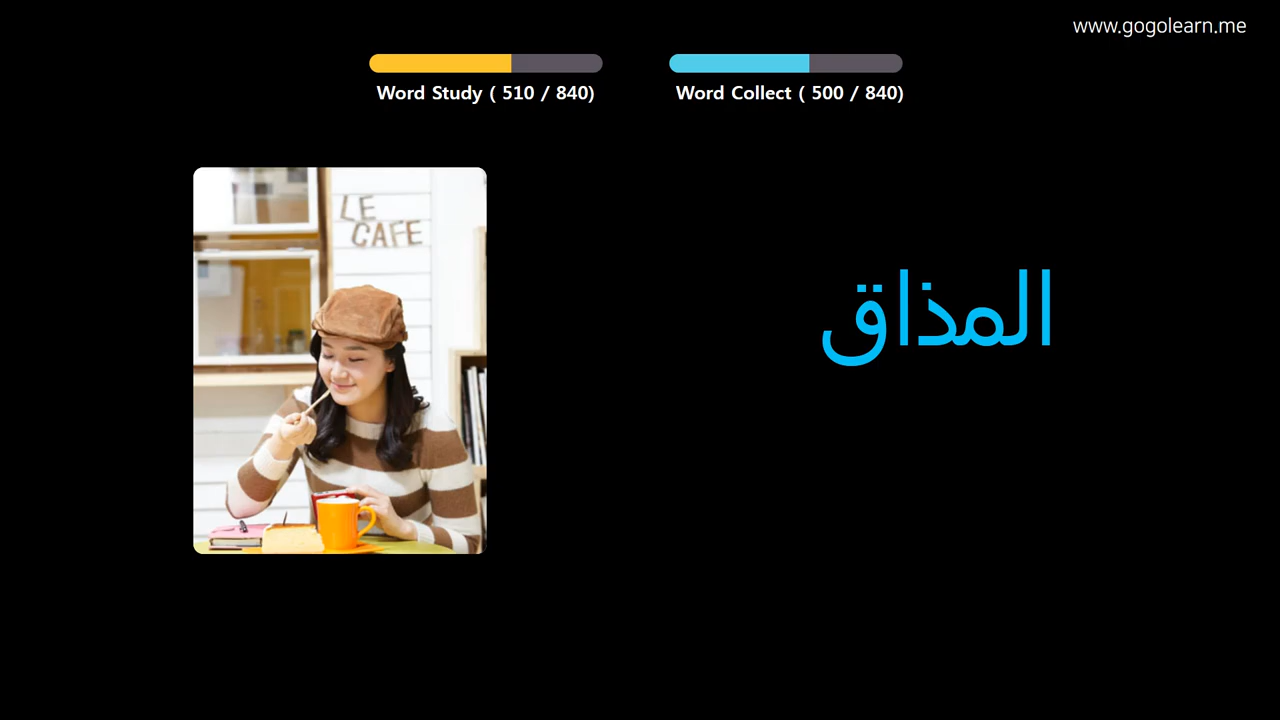 www.gogolearn.me
Word Study ( 510 / 840)
Word Collect ( 500 / 840)
LE
CAFE
المذاق